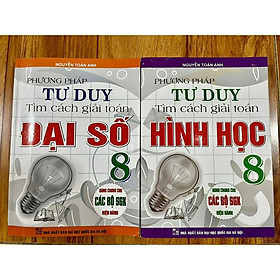 NGUYỄN TOÀN ANH
PHƯƠNG PHÁP
TƯ DUY
Tìm cách giải toán
ĐẠI SỐ
8
DÙNG CHUNG CHO
CÁC BỘ SGK
HIỆN HÀNH
NHÀ XUẤT BẢN ĐẠI HỌC QUỐC GIA HÀ NỘI
NGUYỄN TOÀN ANH
PHƯƠNG PHÁP
TƯ DUY
Tìm cách giải toán
HÌNH HỌC
8
DÙNG CHUNG CHO
CÁC BỘ SGK
HIỆN HÀNH
NHÀ XUẤT BẢN ĐẠI HỌC QUỐC GIA HÀ NỘI